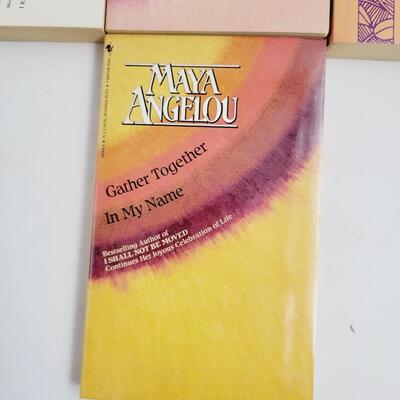 MAYA
ANGELOU
Gather Together
In My Name
Bestselling Author of
I SHALL NOT BE MOVED
Continues Her Joyous Celebration of Life